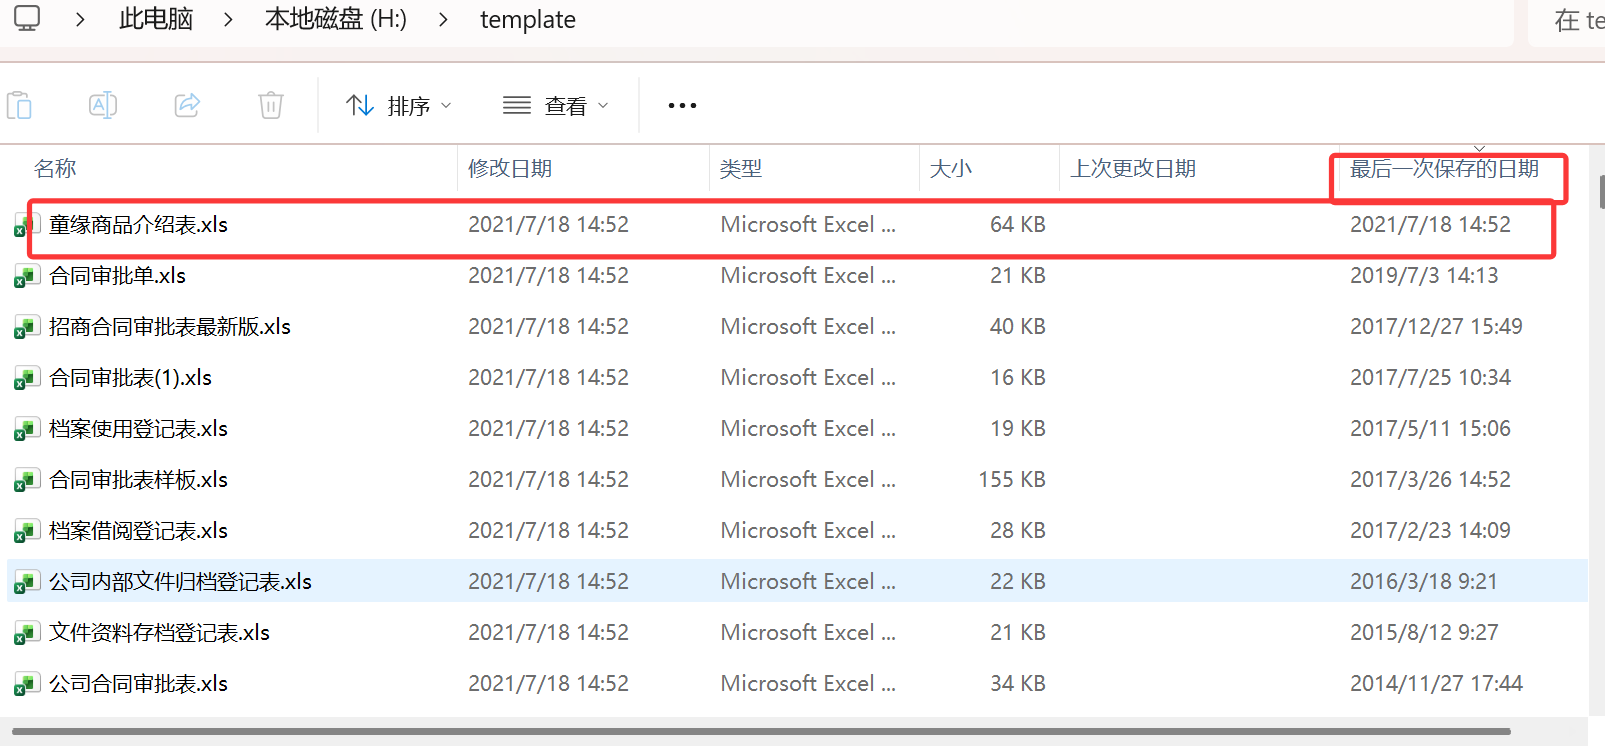 此电脑 > 本地磁盘 (H:) > template 在 te
排序 查看
名称 修改日期 类型 大小 上次更改日期 最后一次保存的日期
童缘商品介绍表.xls 2021/7/18 14:52 Microsoft Excel ... 64 KB 2021/7/18 14:52
合同审批单.xls 2021/7/18 14:52 Microsoft Excel ... 21 KB 2019/7/3 14:13
招商合同审批表最新版.xls 2021/7/18 14:52 Microsoft Excel ... 40 KB 2017/12/27 15:49
合同审批表(1).xls 2021/7/18 14:52 Microsoft Excel ... 16 KB 2017/7/25 10:34
档案使用登记表.xls 2021/7/18 14:52 Microsoft Excel ... 19 KB 2017/5/11 15:06
合同审批表样板.xls 2021/7/18 14:52 Microsoft Excel ... 155 KB 2017/3/26 14:52
档案借阅登记表.xls 2021/7/18 14:52 Microsoft Excel ... 28 KB 2017/2/23 14:09
公司内部文件归档登记表.xls 2021/7/18 14:52 Microsoft Excel ... 22 KB 2016/3/18 9:21
文件资料存档登记表.xls 2021/7/18 14:52 Microsoft Excel ... 21 KB 2015/8/12 9:27
公司合同审批表.xls 2021/7/18 14:52 Microsoft Excel ... 34 KB 2014/11/27 17:44